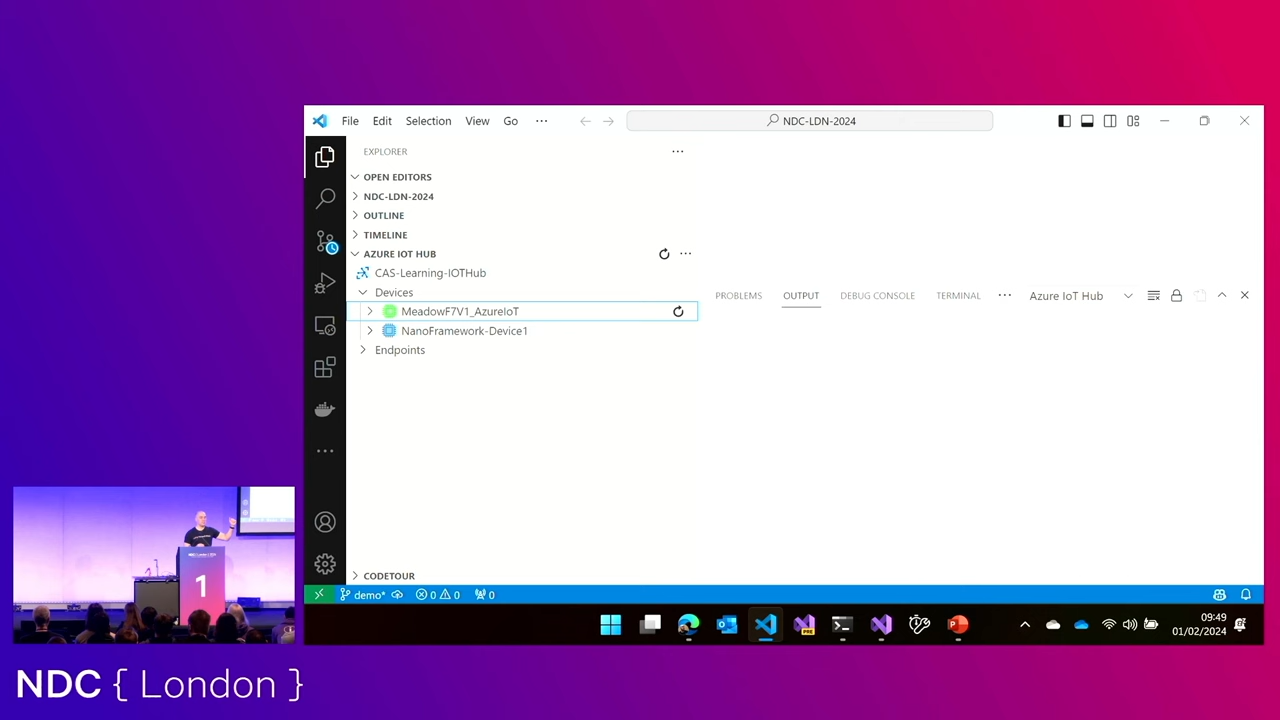 File Edit Selection View Go ··· NDC-LDN-2024
EXPLORER ···
OPEN EDITORS
NDC-LDN-2024
OUTLINE
TIMELINE
AZURE IOT HUB ···
CAS-Learning-IOTHub
Devices
MeadowF7V1_AzureIoT
NanoFramework-Device1
Endpoints
CODETOUR
PROBLEMS OUTPUT DEBUG CONSOLE TERMINAL ··· Azure IoT Hub
demo* 0 0 0
PRE
09:49
01/02/2024
1
NDC { London }